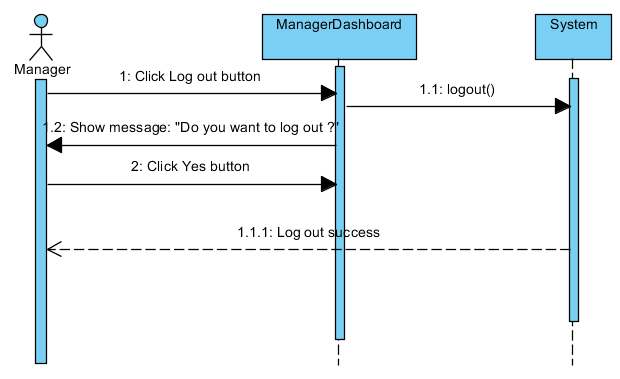 ManagerDashboard
System
Manager
1: Click Log out button
1.1: logout()
1.2: Show message: "Do you want to log out ?"
2: Click Yes button
1.1.1: Log out success